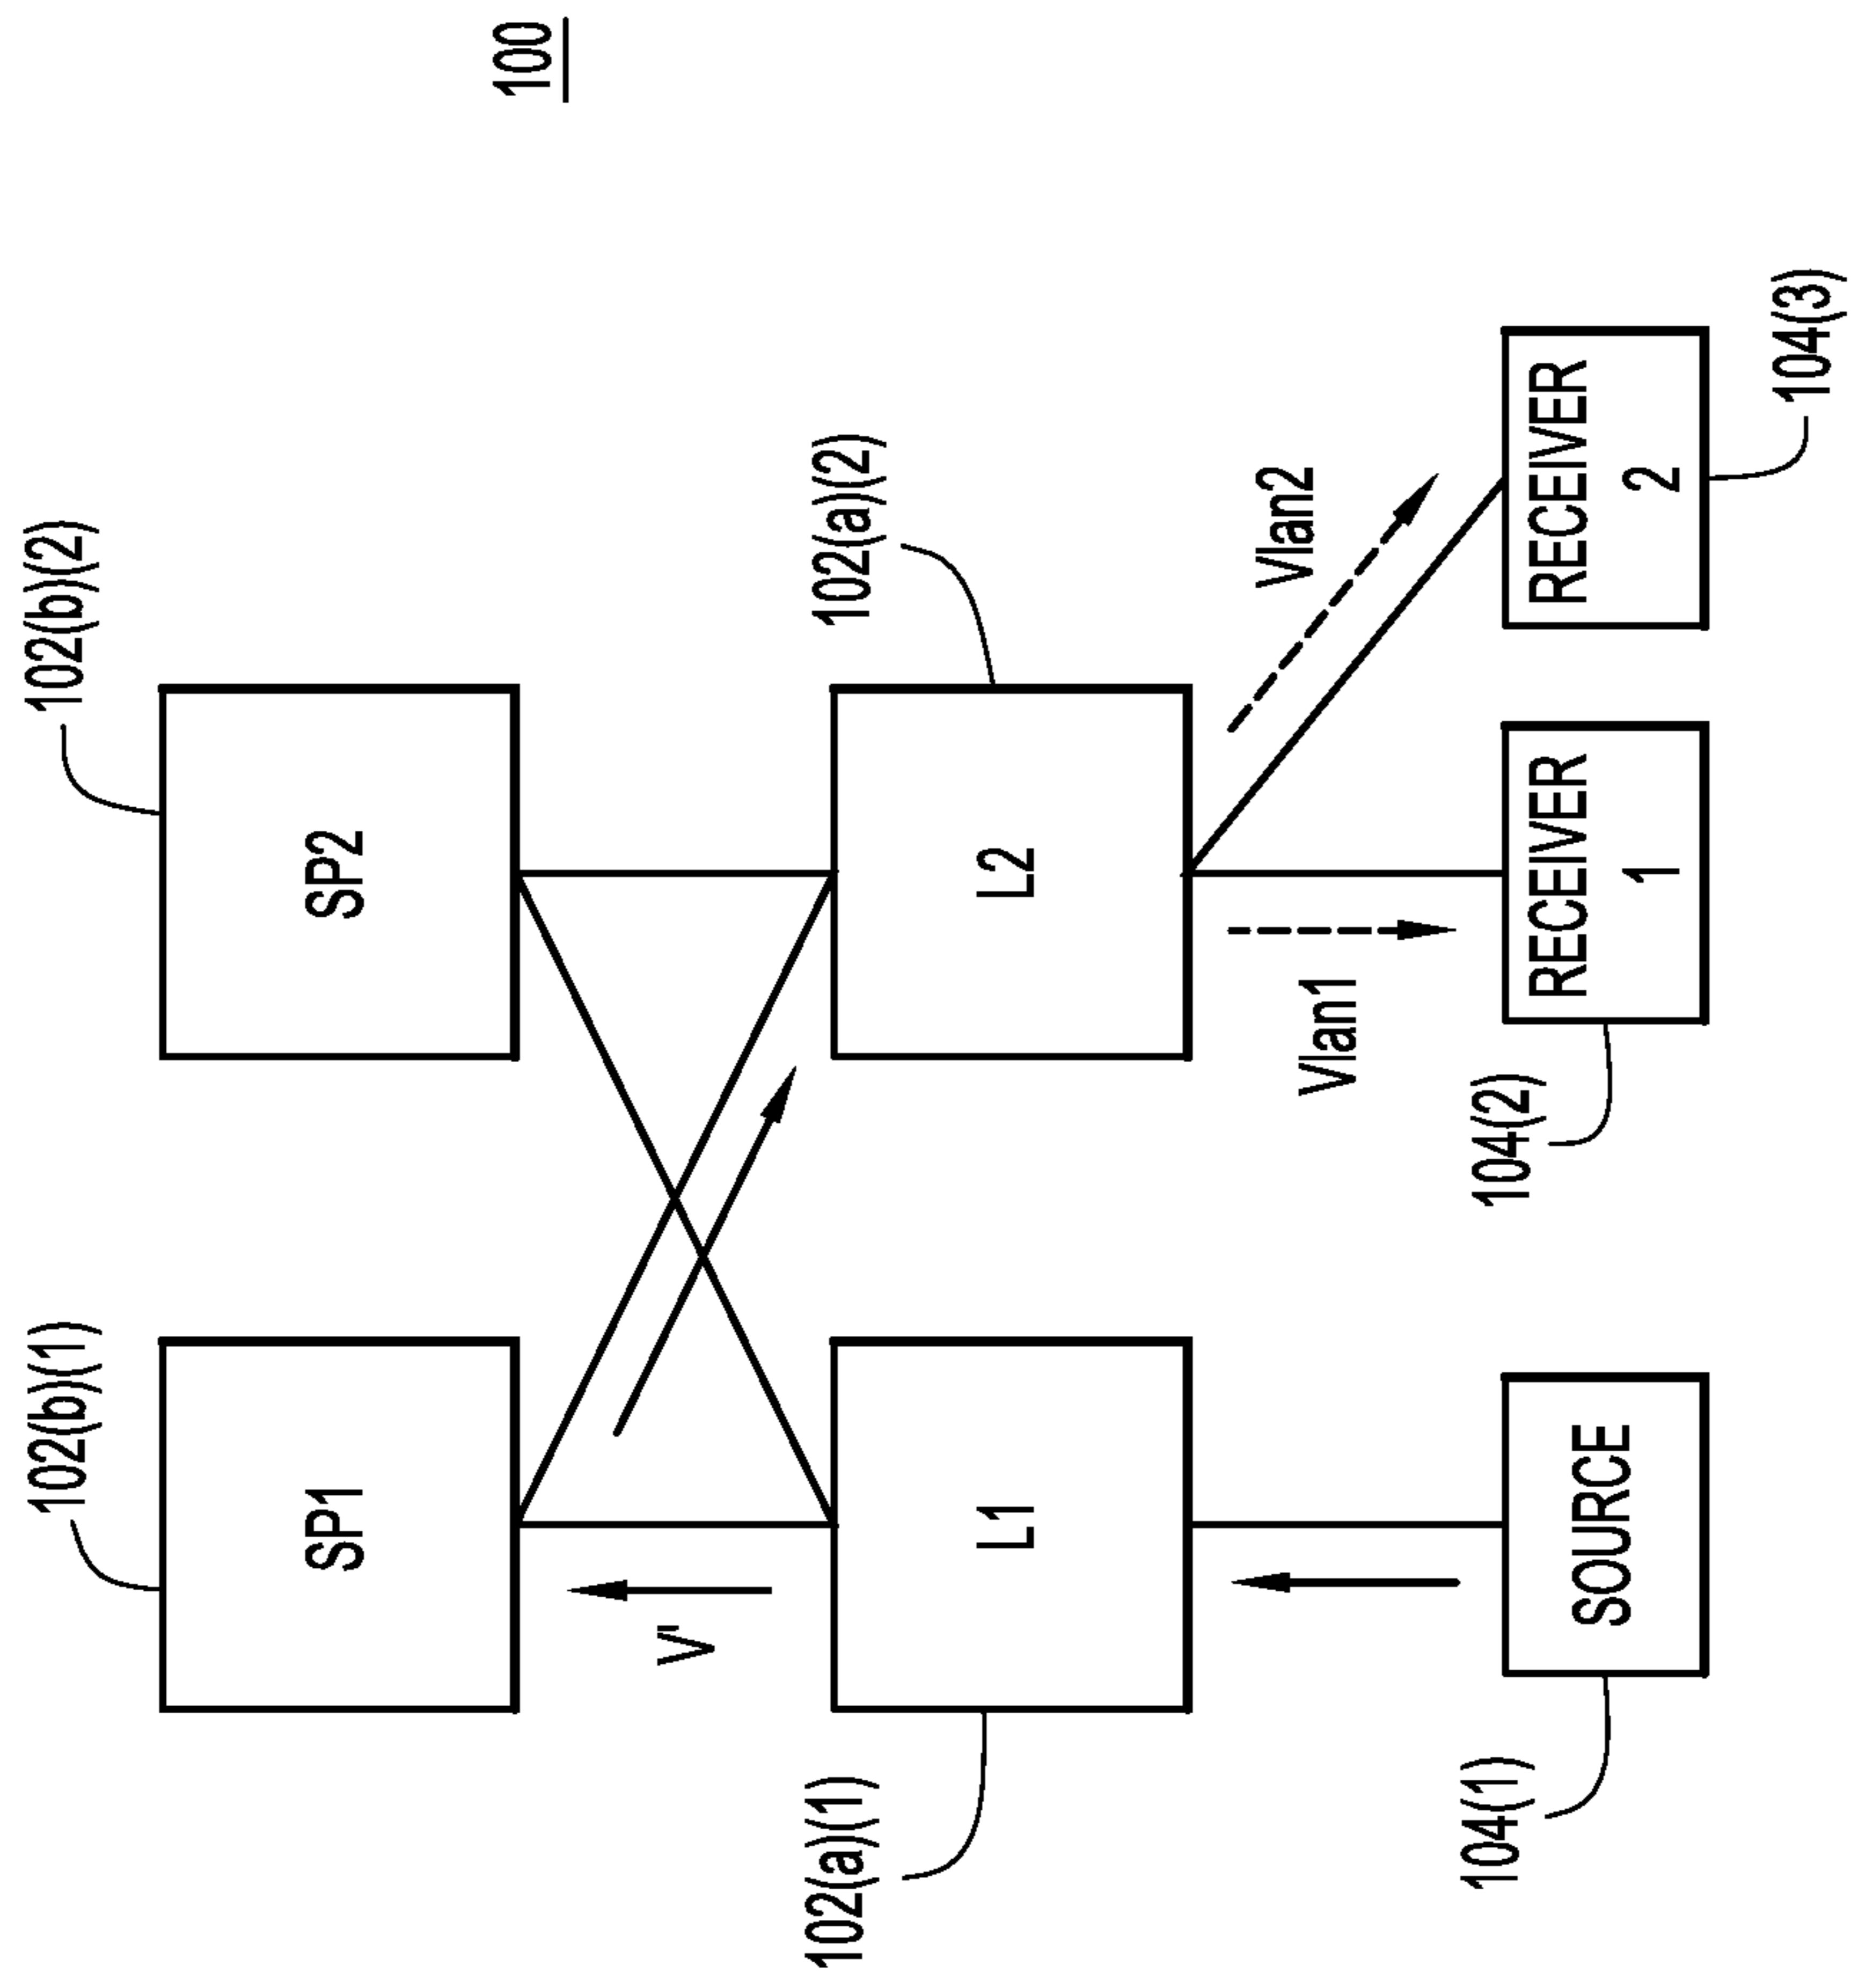 100
102(b)(1)
102(b)(2)
SP1
SP2
V'
102(a)(1)
102(a)(2)
L1
L2
Vlan1
Vlan2
104(1)
SOURCE
104(2)
RECEIVER
1
RECEIVER
2
104(3)